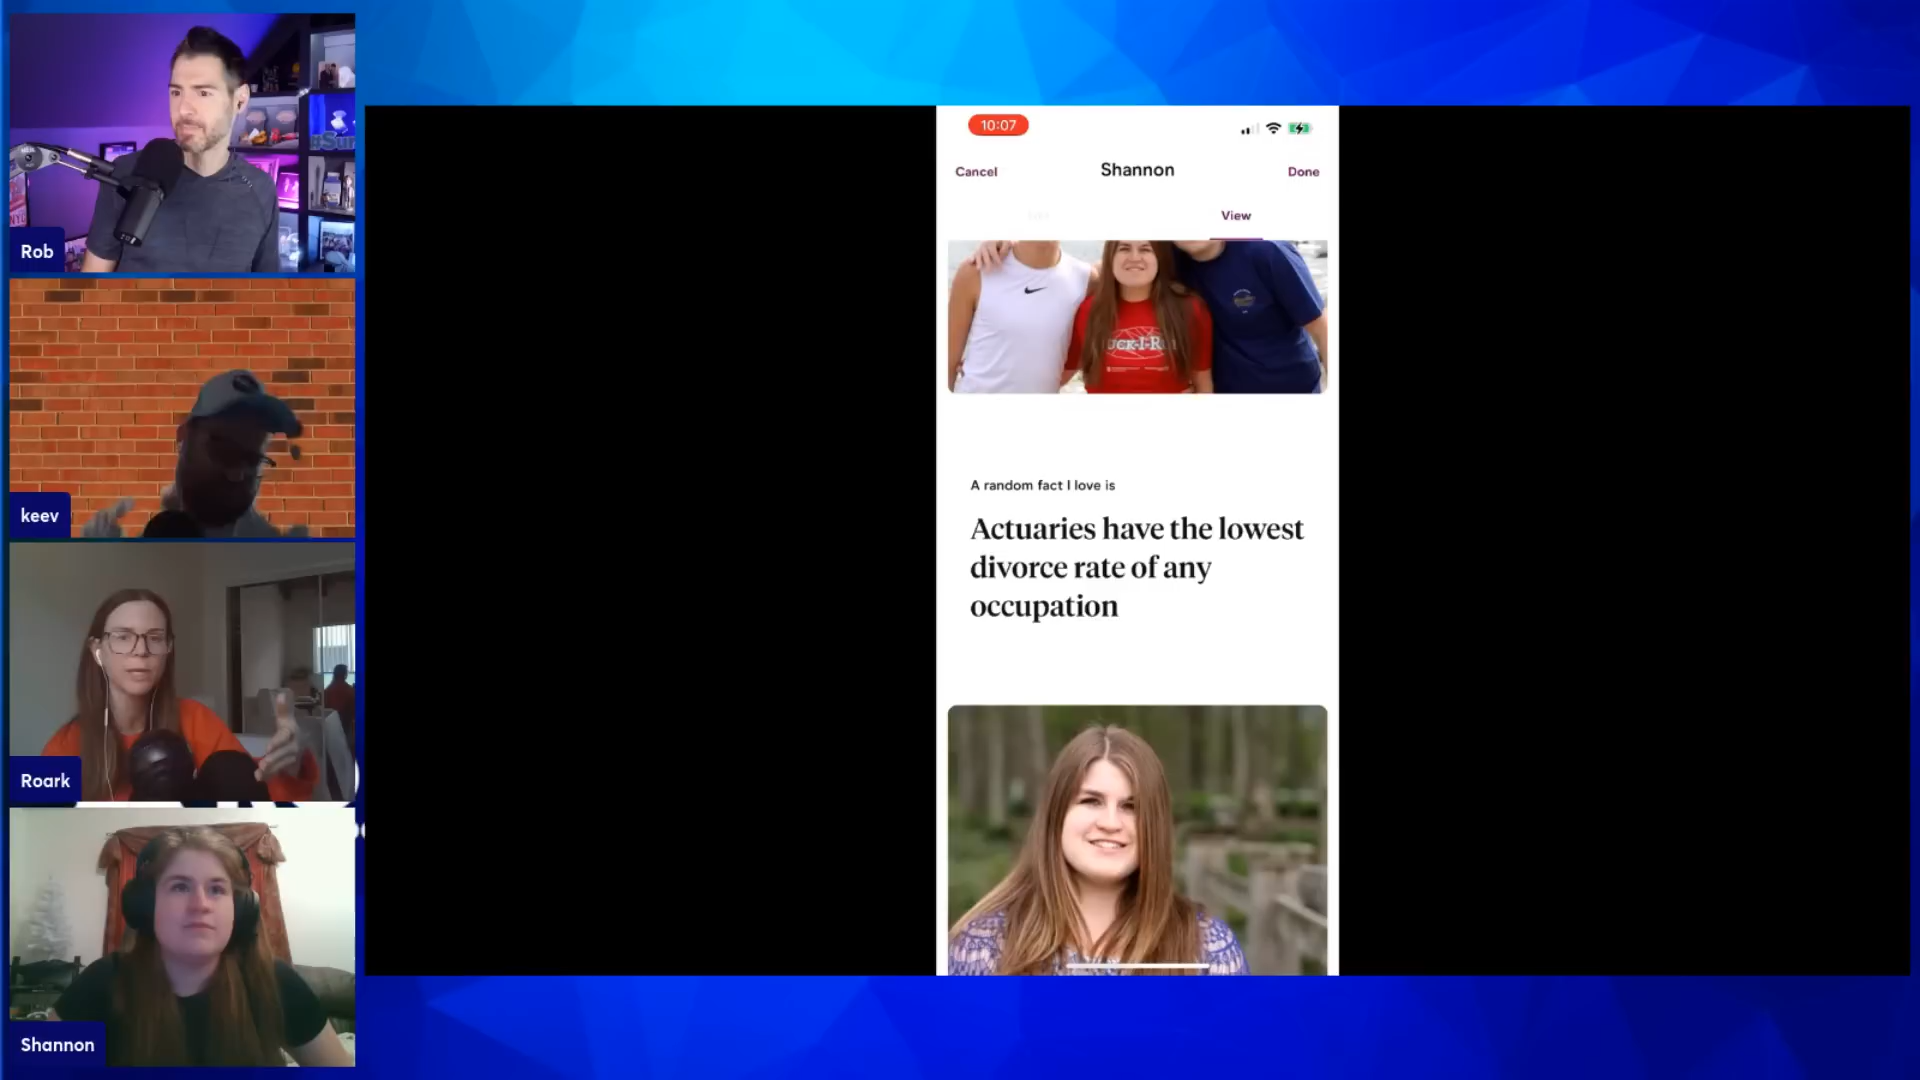 Rob
keev
Roark
Shannon
10:07
Cancel
Shannon
Done
View
UCK-I-R
A random fact I love is
Actuaries have the lowest
divorce rate of any
occupation